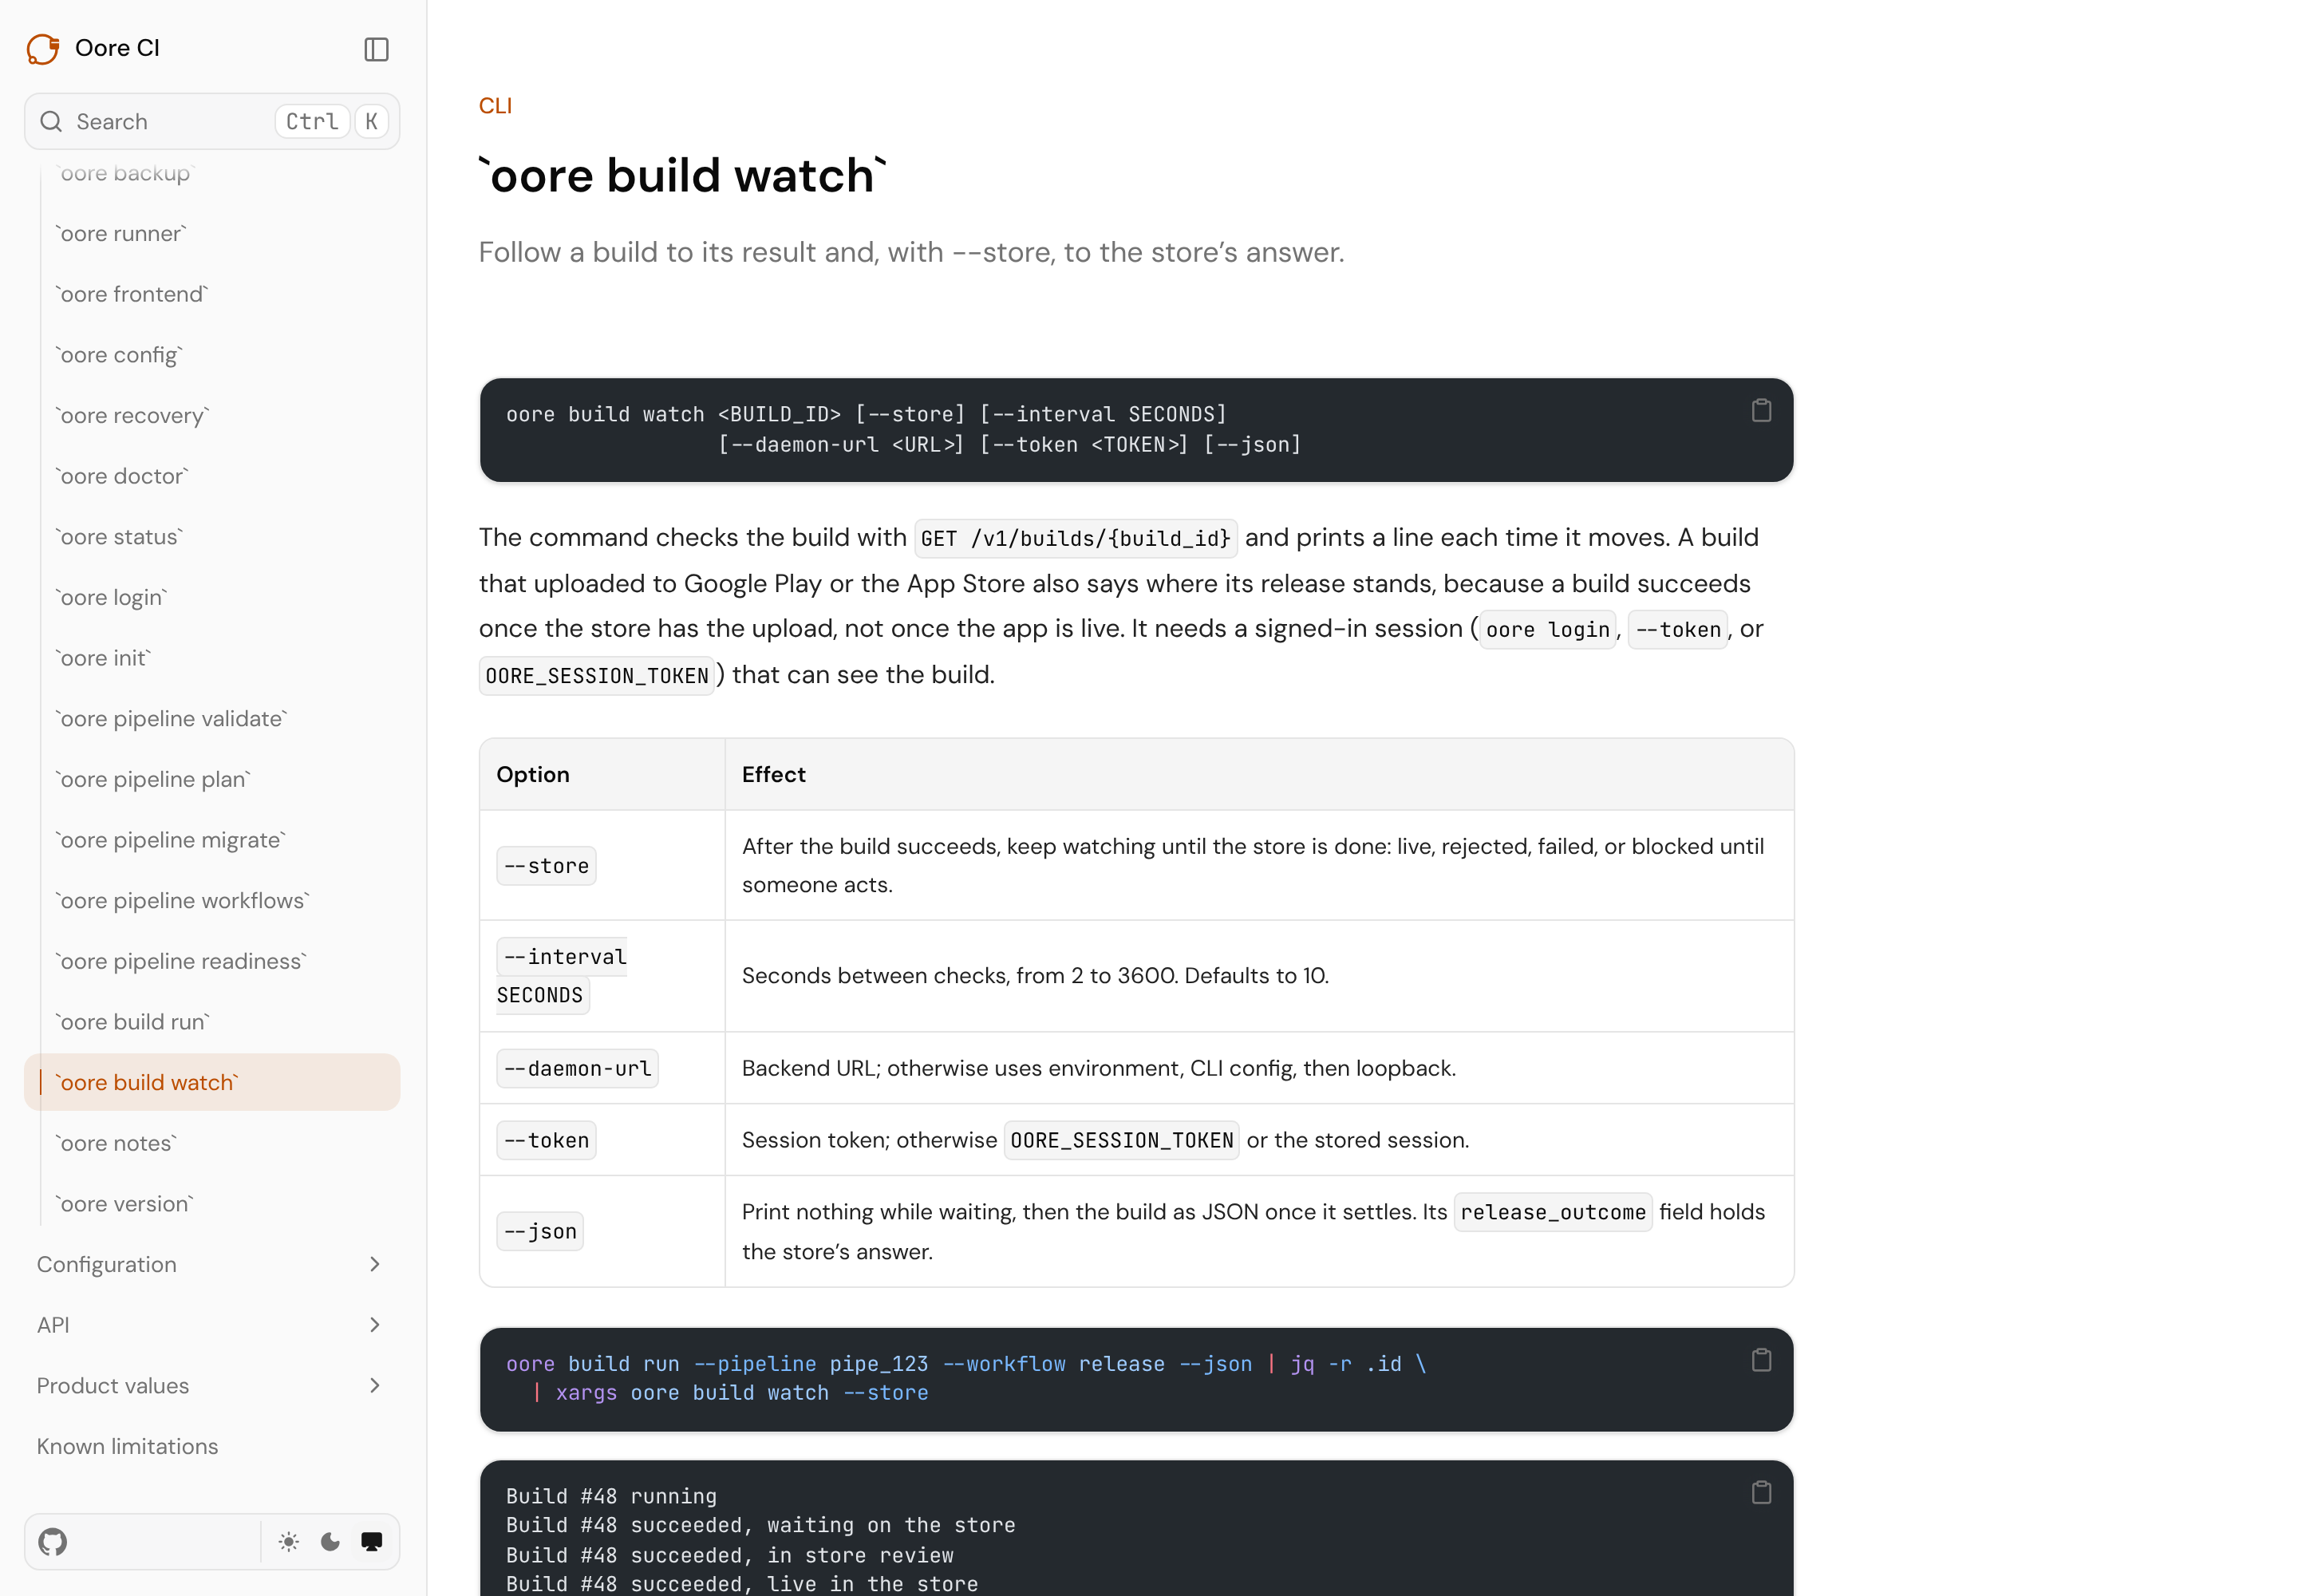 Oore CI
Search Ctrl K
`oore backup`
`oore runner`
`oore frontend`
`oore config`
`oore recovery`
`oore doctor`
`oore status`
`oore login`
`oore init`
`oore pipeline validate`
`oore pipeline plan`
`oore pipeline migrate`
`oore pipeline workflows`
`oore pipeline readiness`
`oore build run`
`oore build watch`
`oore notes`
`oore version`
Configuration
API
Product values
Known limitations
CLI
`oore build watch`
Follow a build to its result and, with --store, to the store’s answer.
oore build watch <BUILD_ID> [--store] [--interval SECONDS]
[--daemon-url <URL>] [--token <TOKEN>] [--json]
The command checks the build with GET /v1/builds/{build_id} and prints a line each time it moves. A build
that uploaded to Google Play or the App Store also says where its release stands, because a build succeeds
once the store has the upload, not once the app is live. It needs a signed-in session (oore login, --token, or
OORE_SESSION_TOKEN) that can see the build.
Option Effect
--store After the build succeeds, keep watching until the store is done: live, rejected, failed, or blocked until
someone acts.
--interval
SECONDS Seconds between checks, from 2 to 3600. Defaults to 10.
--daemon-url Backend URL; otherwise uses environment, CLI config, then loopback.
--token Session token; otherwise OORE_SESSION_TOKEN or the stored session.
--json Print nothing while waiting, then the build as JSON once it settles. Its release_outcome field holds
the store’s answer.
oore build run --pipeline pipe_123 --workflow release --json | jq -r .id \
| xargs oore build watch --store
Build #48 running
Build #48 succeeded, waiting on the store
Build #48 succeeded, in store review
Build #48 succeeded, live in the store